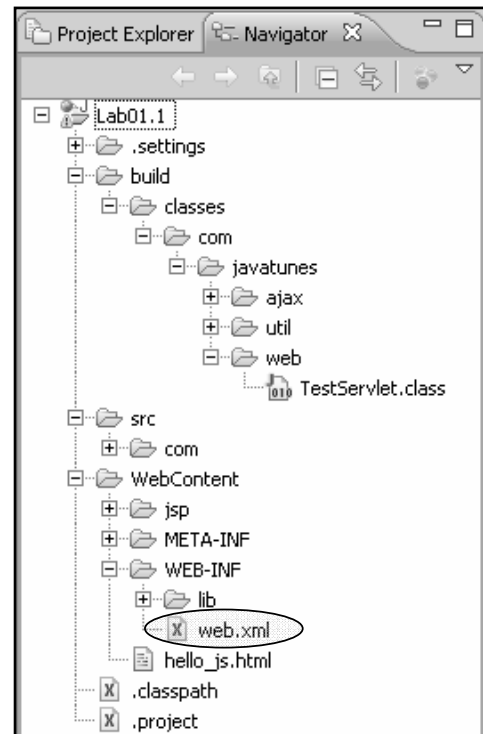 Project Explorer Navigator
Lab01.1
.settings
build
classes
com
javatunes
ajax
util
web
TestServlet.class
src
com
WebContent
jsp
META-INF
WEB-INF
lib
web.xml
hello_js.html
.classpath
.project